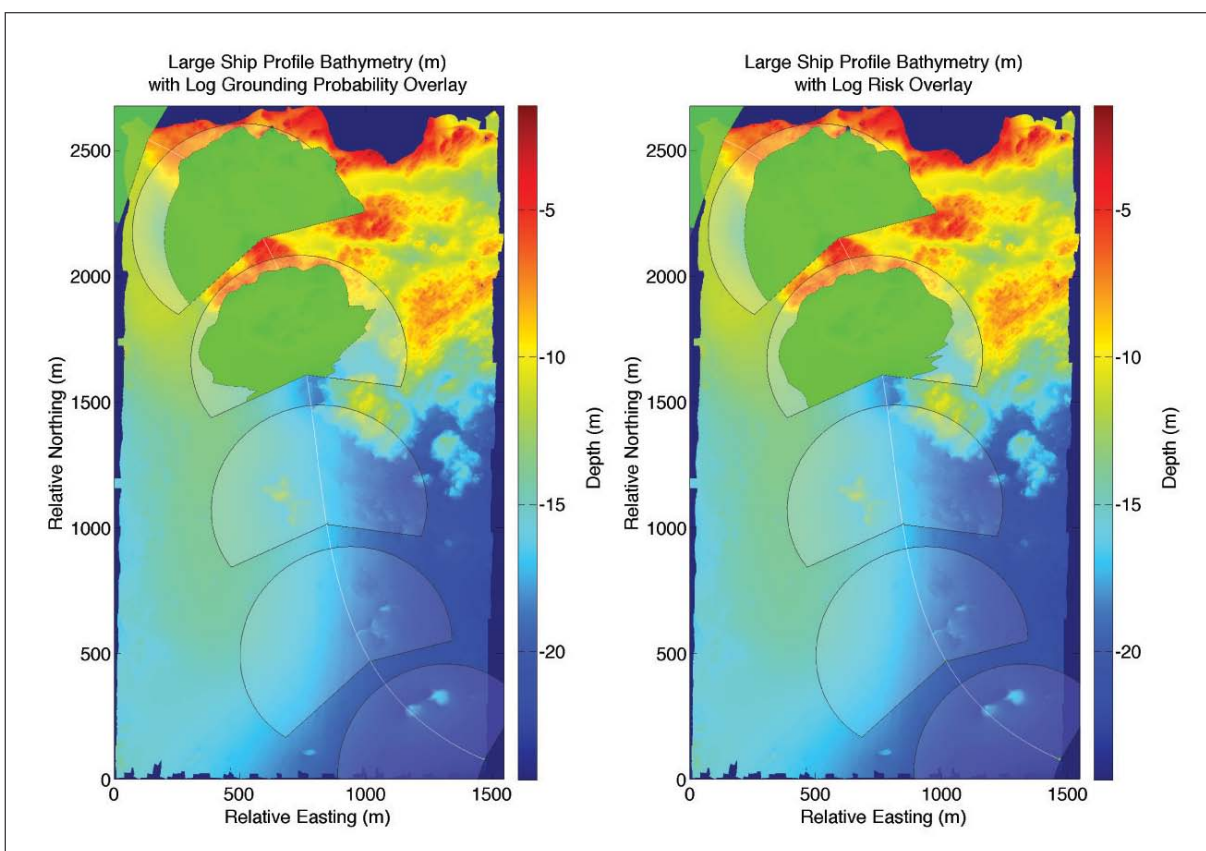 Large Ship Profile Bathymetry (m)
with Log Grounding Probability Overlay
2500
2000
1500
1000
500
0
Relative Northing (m)
0
500
1000
1500
Relative Easting (m)
-5
-10
-15
-20
Depth (m)
Large Ship Profile Bathymetry (m)
with Log Risk Overlay
2500
2000
1500
1000
500
0
Relative Northing (m)
0
500
1000
1500
Relative Easting (m)
-5
-10
-15
-20
Depth (m)